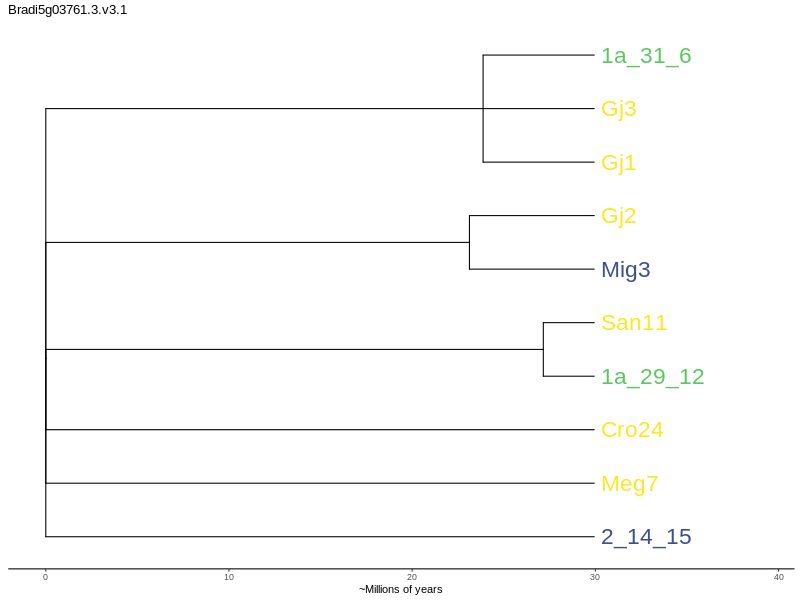 Bradi5g03761.3.v3.1
1a_31_6
Gj3
Gj1
Gj2
Mig3
San11
1a_29_12
Cro24
Meg7
2_14_15
0 10 20 30 40
~Millions of years